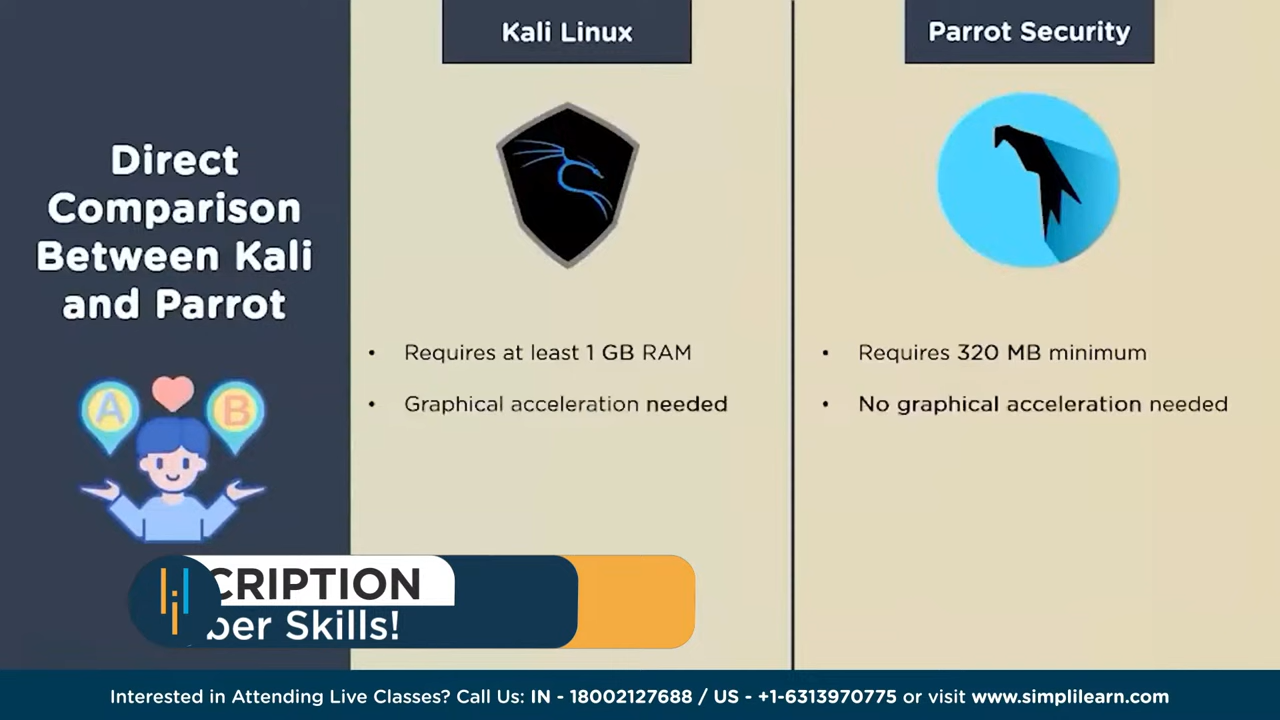 Direct
Comparison
Between Kali
and Parrot
A
B
Kali Linux
• Requires at least 1 GB RAM
• Graphical acceleration needed
Parrot Security
• Requires 320 MB minimum
• No graphical acceleration needed
CRIPTION
ber Skills!
Interested in Attending Live Classes? Call Us: IN - 18002127688 / US - +1-6313970775 or visit www.simplilearn.com